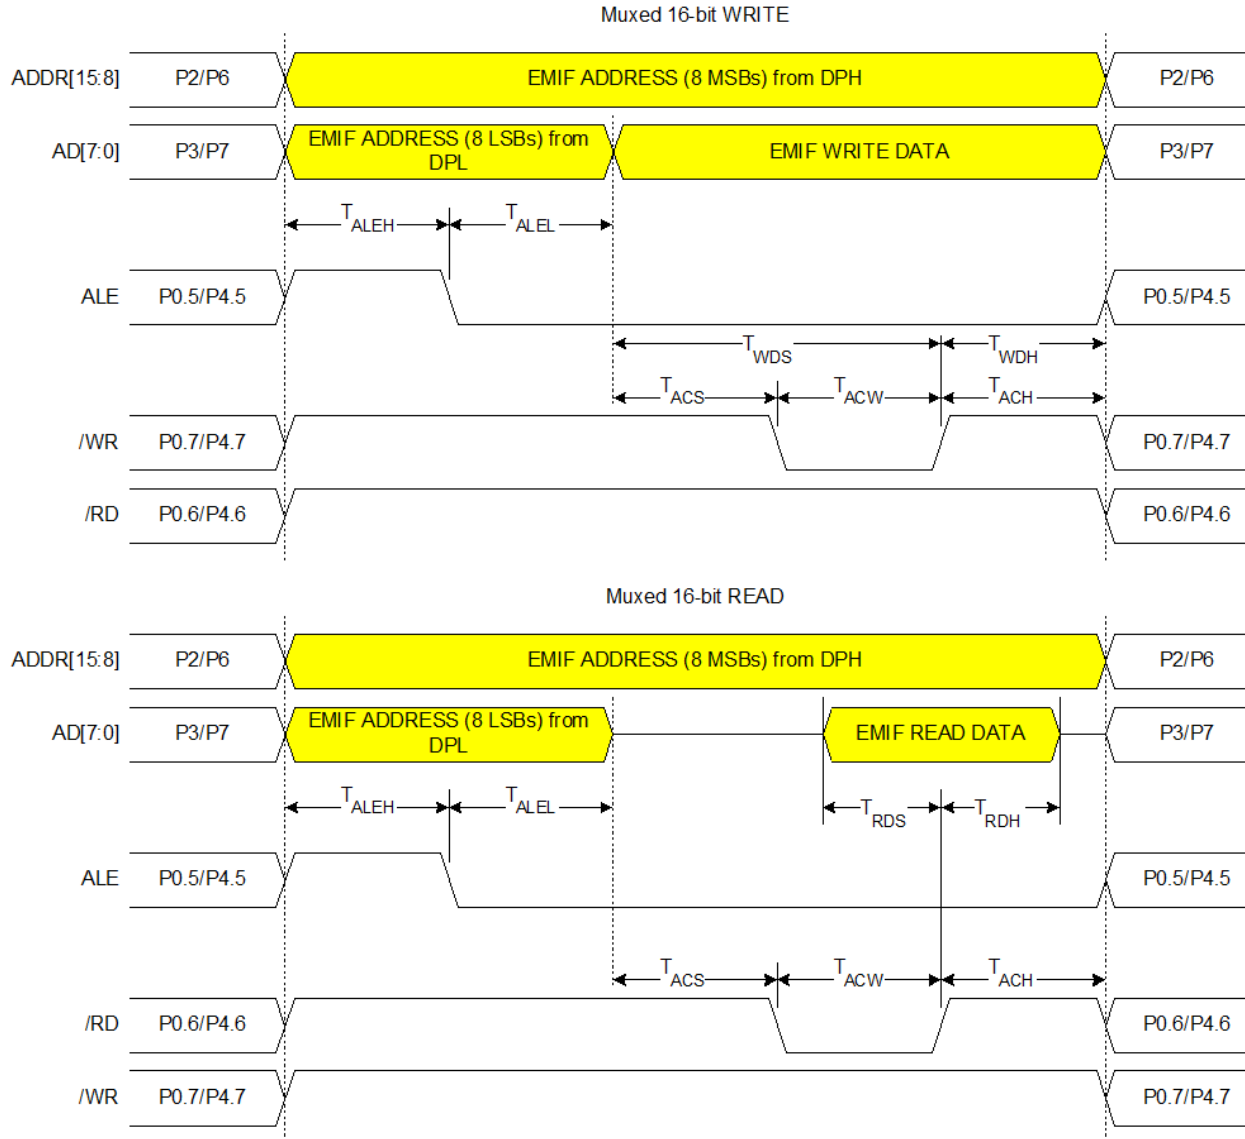 Muxed 16-bit WRITE
ADDR[15:8] P2/P6 EMIF ADDRESS (8 MSBs) from DPH P2/P6
AD[7:0] P3/P7 EMIF ADDRESS (8 LSBs) from
DPL EMIF WRITE DATA P3/P7
TALEH TALEL
ALE P0.5/P4.5 P0.5/P4.5
TWDS TWDH
TACS TACW TACH
/WR P0.7/P4.7 P0.7/P4.7
/RD P0.6/P4.6 P0.6/P4.6
Muxed 16-bit READ
ADDR[15:8] P2/P6 EMIF ADDRESS (8 MSBs) from DPH P2/P6
AD[7:0] P3/P7 EMIF ADDRESS (8 LSBs) from
DPL EMIF READ DATA P3/P7
TALEH TALEL TRDS TRDH
ALE P0.5/P4.5 P0.5/P4.5
TACS TACW TACH
/RD P0.6/P4.6 P0.6/P4.6
/WR P0.7/P4.7 P0.7/P4.7